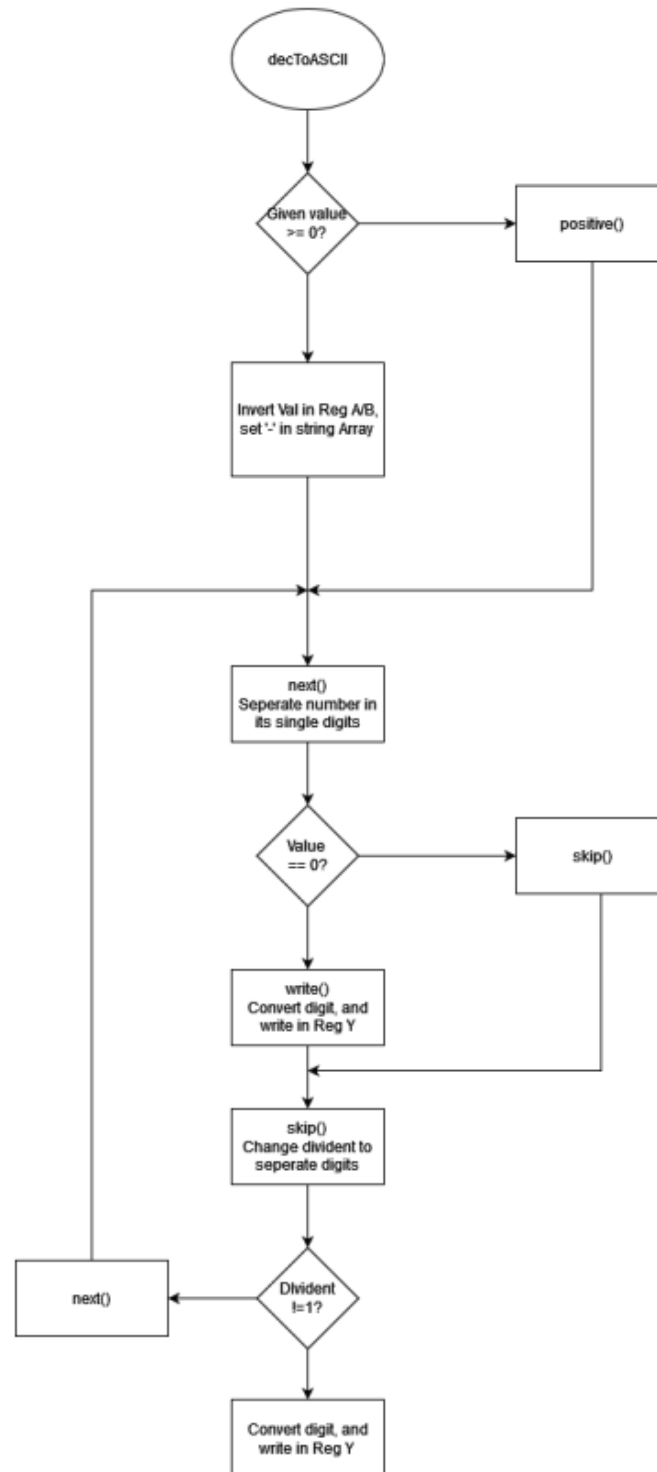 decToASCII
Given value
>= 0?
positive()
Invert Val in Reg A/B,
set '-' in string Array
next()
Seperate number in
its single digits
Value
== 0?
skip()
write()
Convert digit, and
write in Reg Y
skip()
Change divident to
seperate digits
DIvident
!=1?
next()
Convert digit, and
write in Reg Y